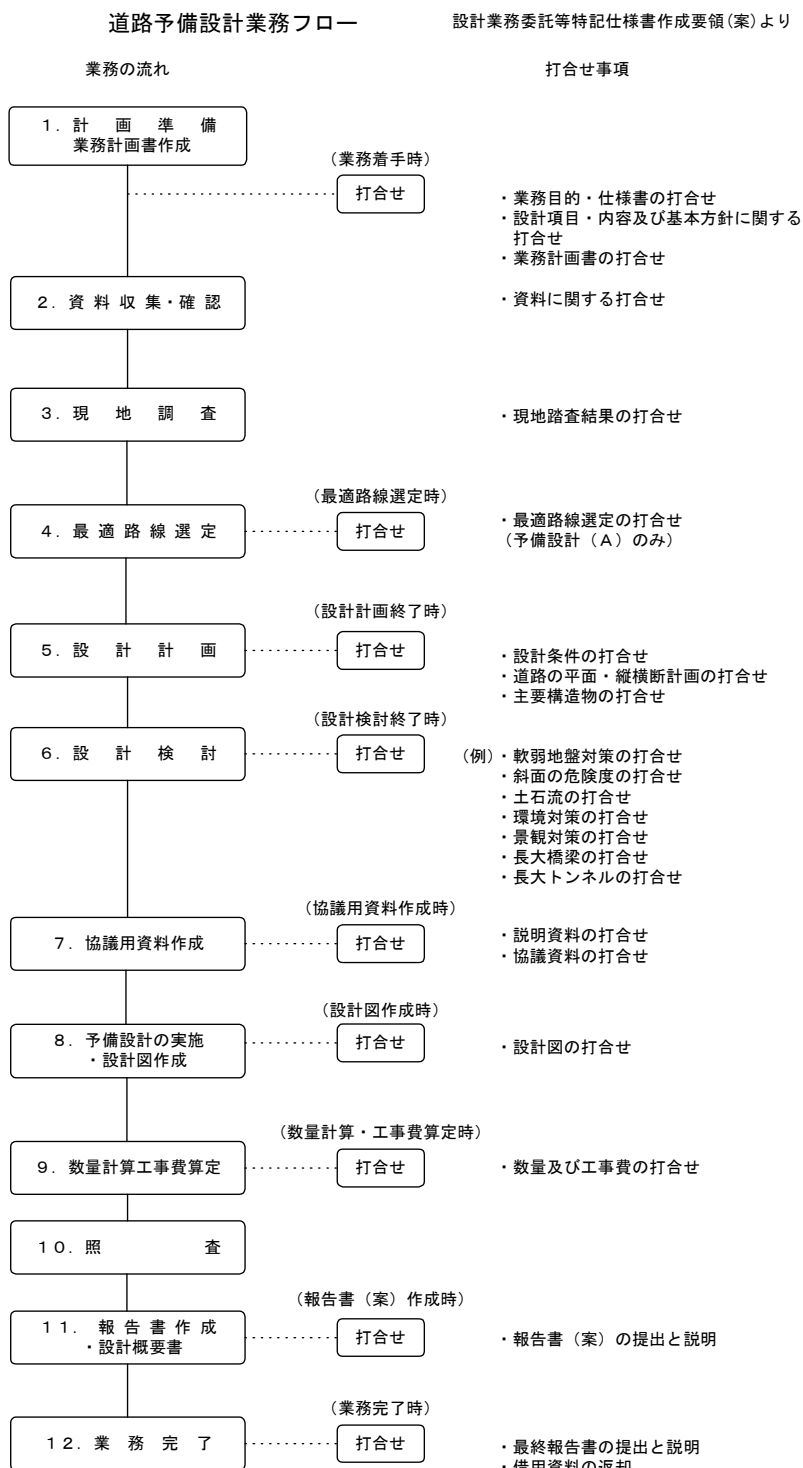 道路予備設計業務フロー　設計業務委託等特記仕様書作成要領(案)より
業務の流れ　打合せ事項
1．計　画　準　備
業務計画書作成
（業務着手時）
打合せ
・業務目的・仕様書の打合せ
・設計項目・内容及び基本方針に関する
打合せ
・業務計画書の打合せ
2．資 料 収 集・確 認
・資料に関する打合せ
3．現　地　調　査
・現地踏査結果の打合せ
（最適路線選定時）
4．最 適 路 線 選 定
打合せ
・最適路線選定の打合せ
（予備設計（A）のみ）
（設計計画終了時）
5．設　計　計　画
打合せ
・設計条件の打合せ
・道路の平面・縦横断計画の打合せ
・主要構造物の打合せ
（設計検討終了時）
6．設　計　検　討
打合せ
（例）・軟弱地盤対策の打合せ
・斜面の危険度の打合せ
・土石流の打合せ
・環境対策の打合せ
・景観対策の打合せ
・長大橋梁の打合せ
・長大トンネルの打合せ
（協議用資料作成時）
7．協議用資料作成
打合せ
・説明資料の打合せ
・協議資料の打合せ
（設計図作成時）
8．予備設計の実施
・設計図作成
打合せ
・設計図の打合せ
（数量計算・工事費算定時）
9．数量計算工事費算定
打合せ
・数量及び工事費の打合せ
10．照　　　査
（報告書（案）作成時）
11．報 告 書 作 成
・設計概要書
打合せ
・報告書（案）の提出と説明
（業務完了時）
12．業　務　完　了
打合せ
・最終報告書の提出と説明
・借用資料の返却